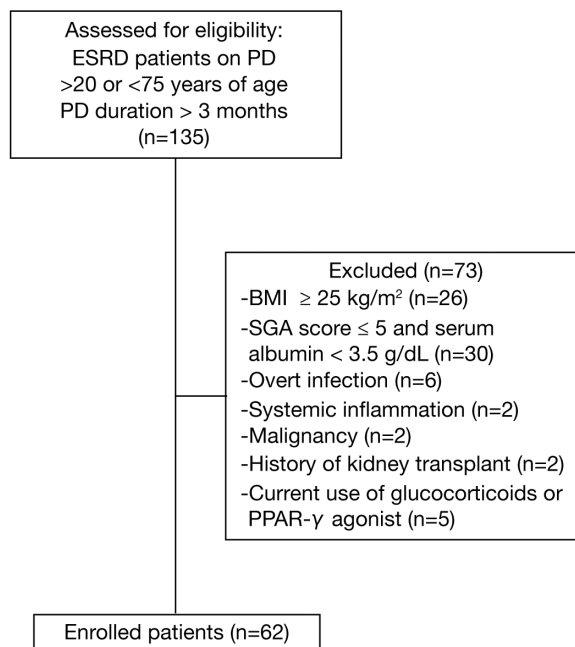 Assessed for eligibility:
ESRD patients on PD
>20 or <75 years of age
PD duration > 3 months
(n=135)
Excluded (n=73)
-BMI ≥ 25 kg/m² (n=26)
-SGA score ≤ 5 and serum
albumin < 3.5 g/dL (n=30)
-Overt infection (n=6)
-Systemic inflammation (n=2)
-Malignancy (n=2)
-History of kidney transplant (n=2)
-Current use of glucocorticoids or
PPAR-γ agonist (n=5)
Enrolled patients (n=62)